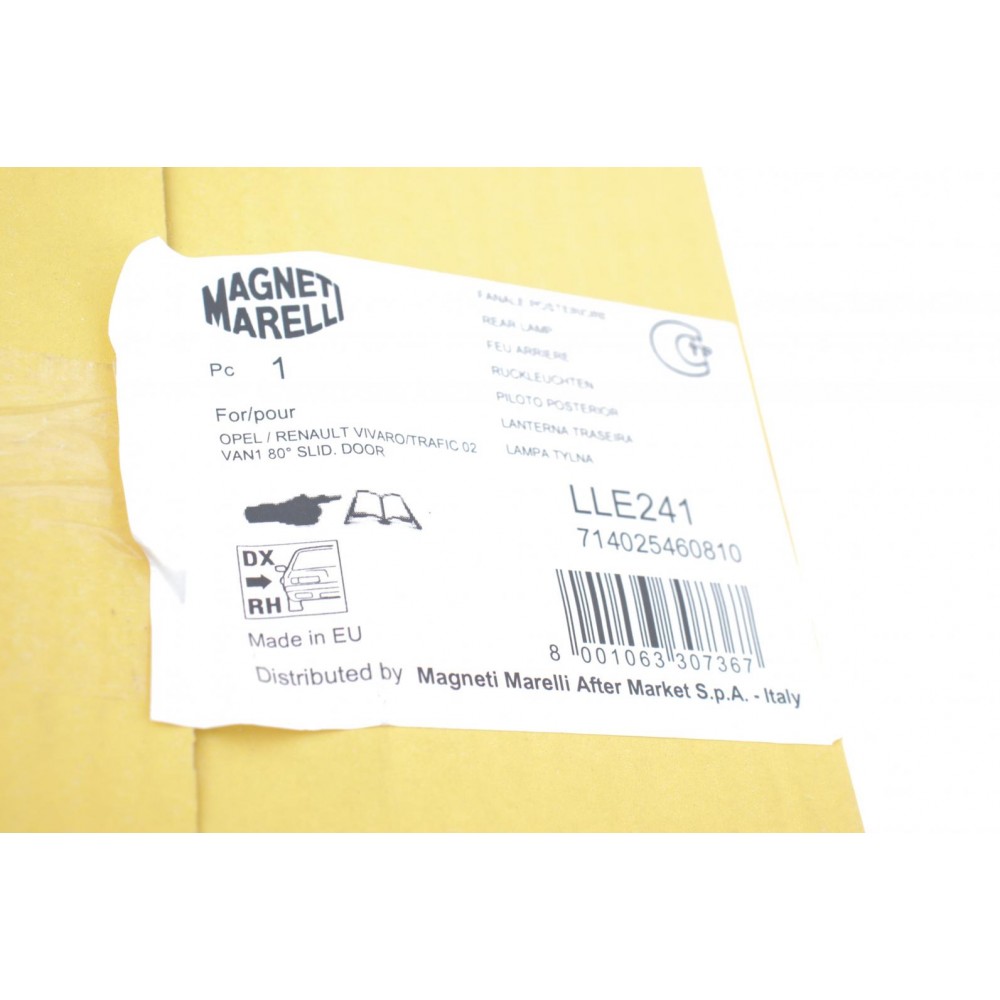 MAGNETI
MARELLI
Pc 1
For/pour
OPEL / RENAULT VIVARO/TRAFIC 02
VAN1 80° SLID. DOOR
DX
RH
Made in EU
Distributed by Magneti Marelli After Market S.p.A. - Italy
FANALE POSTERIORE
REAR LAMP
FEU ARRIERE
RUCKLEUCHTEN
PILOTO POSTERIOR
LANTERNA TRASEIRA
LAMPA TYLNA
LLE241
714025460810
8 001063 307367